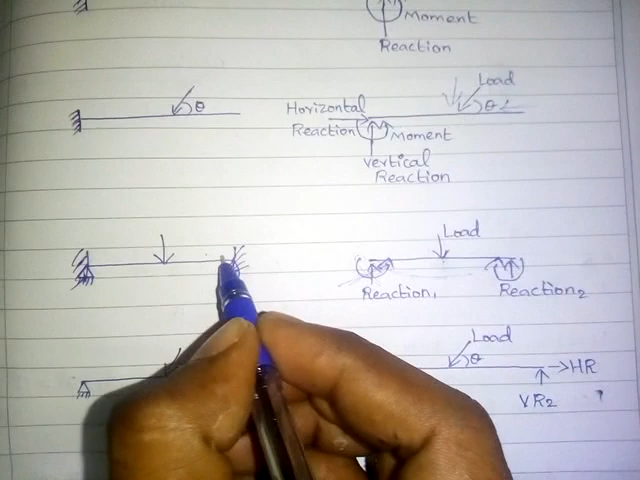 Moment
Reaction
θ
Load
θ
Horizontal
Reaction
Moment
Vertical
Reaction
Load
Reaction1
Reaction2
Load
θ
HR
VR2